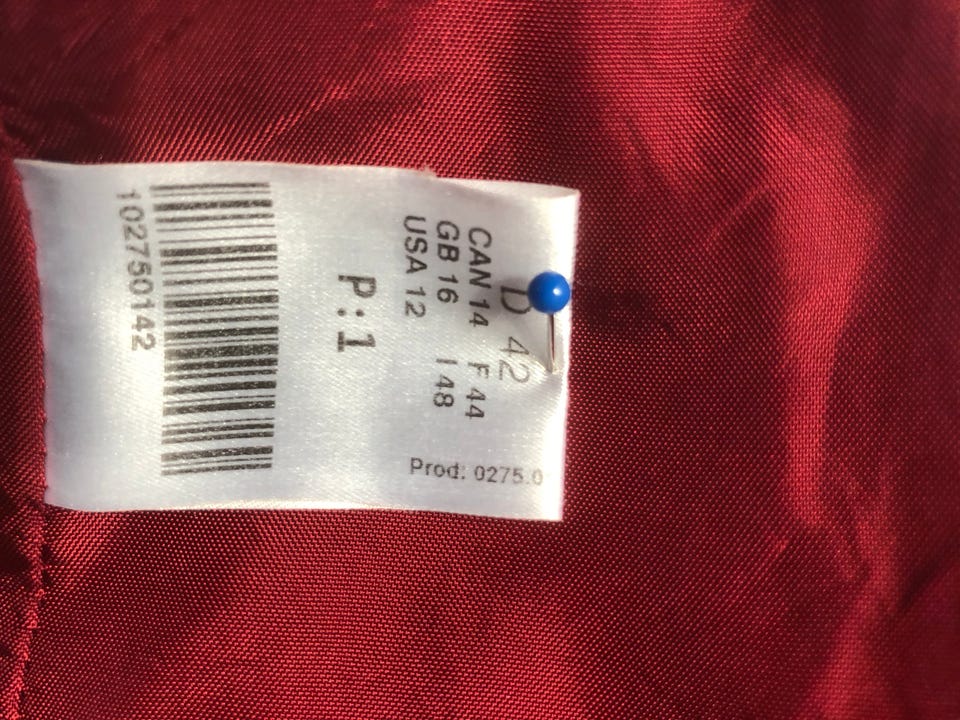 D 42
CAN 14 F 44
GB 16 I 48
USA 12
P:1
102750142
Prod: 0275.0